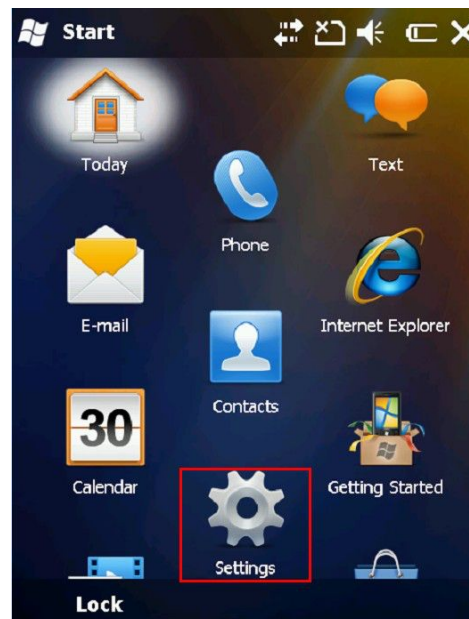 Start
Today
Text
Phone
E-mail
Internet Explorer
Contacts
30
Calendar
Getting Started
Settings
Lock